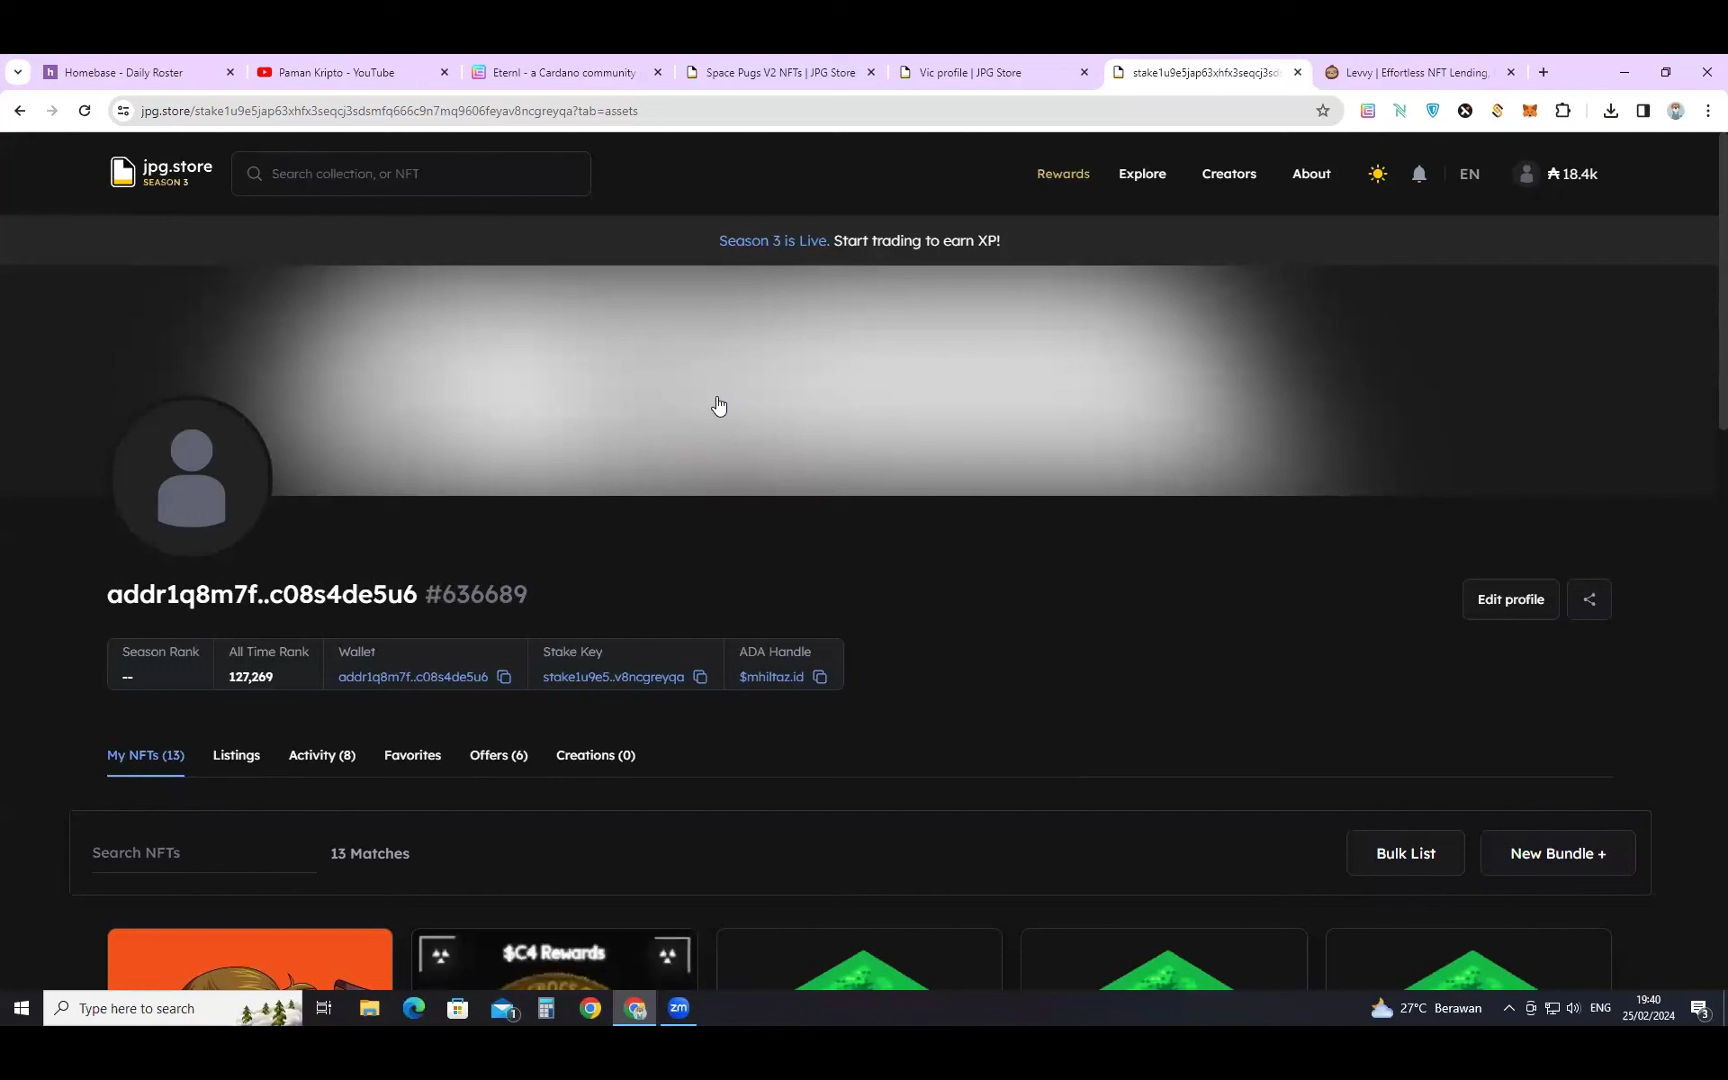 Homebase - Daily Roster
Paman Kripto - YouTube
Eternl - a Cardano community
Space Pugs V2 NFTs | JPG Store
Vic profile | JPG Store
stake1u9e5jap63xhfx3seqcj3sds
Levvy | Effortless NFT Lending,
jpg.store/stake1u9e5jap63xhfx3seqcj3sdsmfq666c9n7mq9606feyav8ncgreyqa?tab=assets
jpg.store
SEASON 3
Search collection, or NFT
Rewards
Explore
Creators
About
EN
₳ 18.4k
Season 3 is Live. Start trading to earn XP!
addr1q8m7f..c08s4de5u6 #636689
Edit profile
Season Rank
--
All Time Rank
127,269
Wallet
addr1q8m7f..c08s4de5u6
Stake Key
stake1u9e5..v8ncgreyqa
ADA Handle
$mhiltaz.id
My NFTs (13)
Listings
Activity (8)
Favorites
Offers (6)
Creations (0)
Search NFTs
13 Matches
Bulk List
New Bundle +
$C4 Rewards
Type here to search
1
zm
27°C Berawan
ENG
19:40
25/02/2024
3